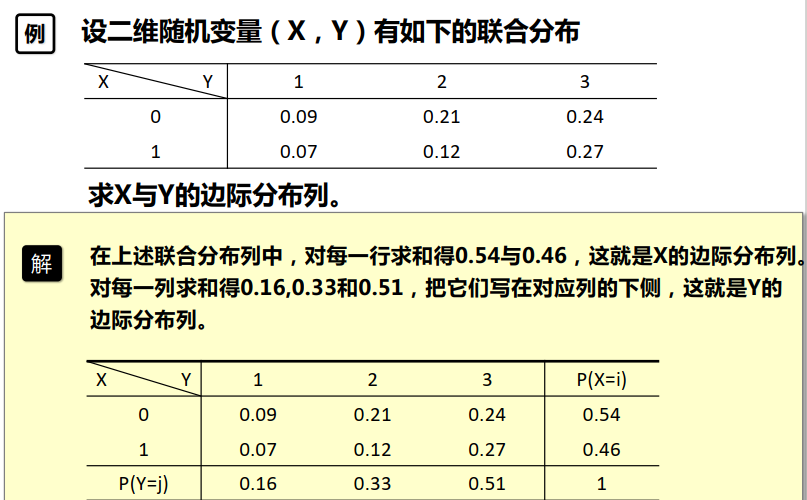 例 设二维随机变量（X，Y）有如下的联合分布
X Y 1 2 3
0 0.09 0.21 0.24
1 0.07 0.12 0.27
求X与Y的边际分布列。
解 在上述联合分布列中，对每一行求和得0.54与0.46，这就是X的边际分布列。
对每一列求和得0.16,0.33和0.51，把它们写在对应列的下侧，这就是Y的
边际分布列。
X Y 1 2 3 P(X=i)
0 0.09 0.21 0.24 0.54
1 0.07 0.12 0.27 0.46
P(Y=j) 0.16 0.33 0.51 1